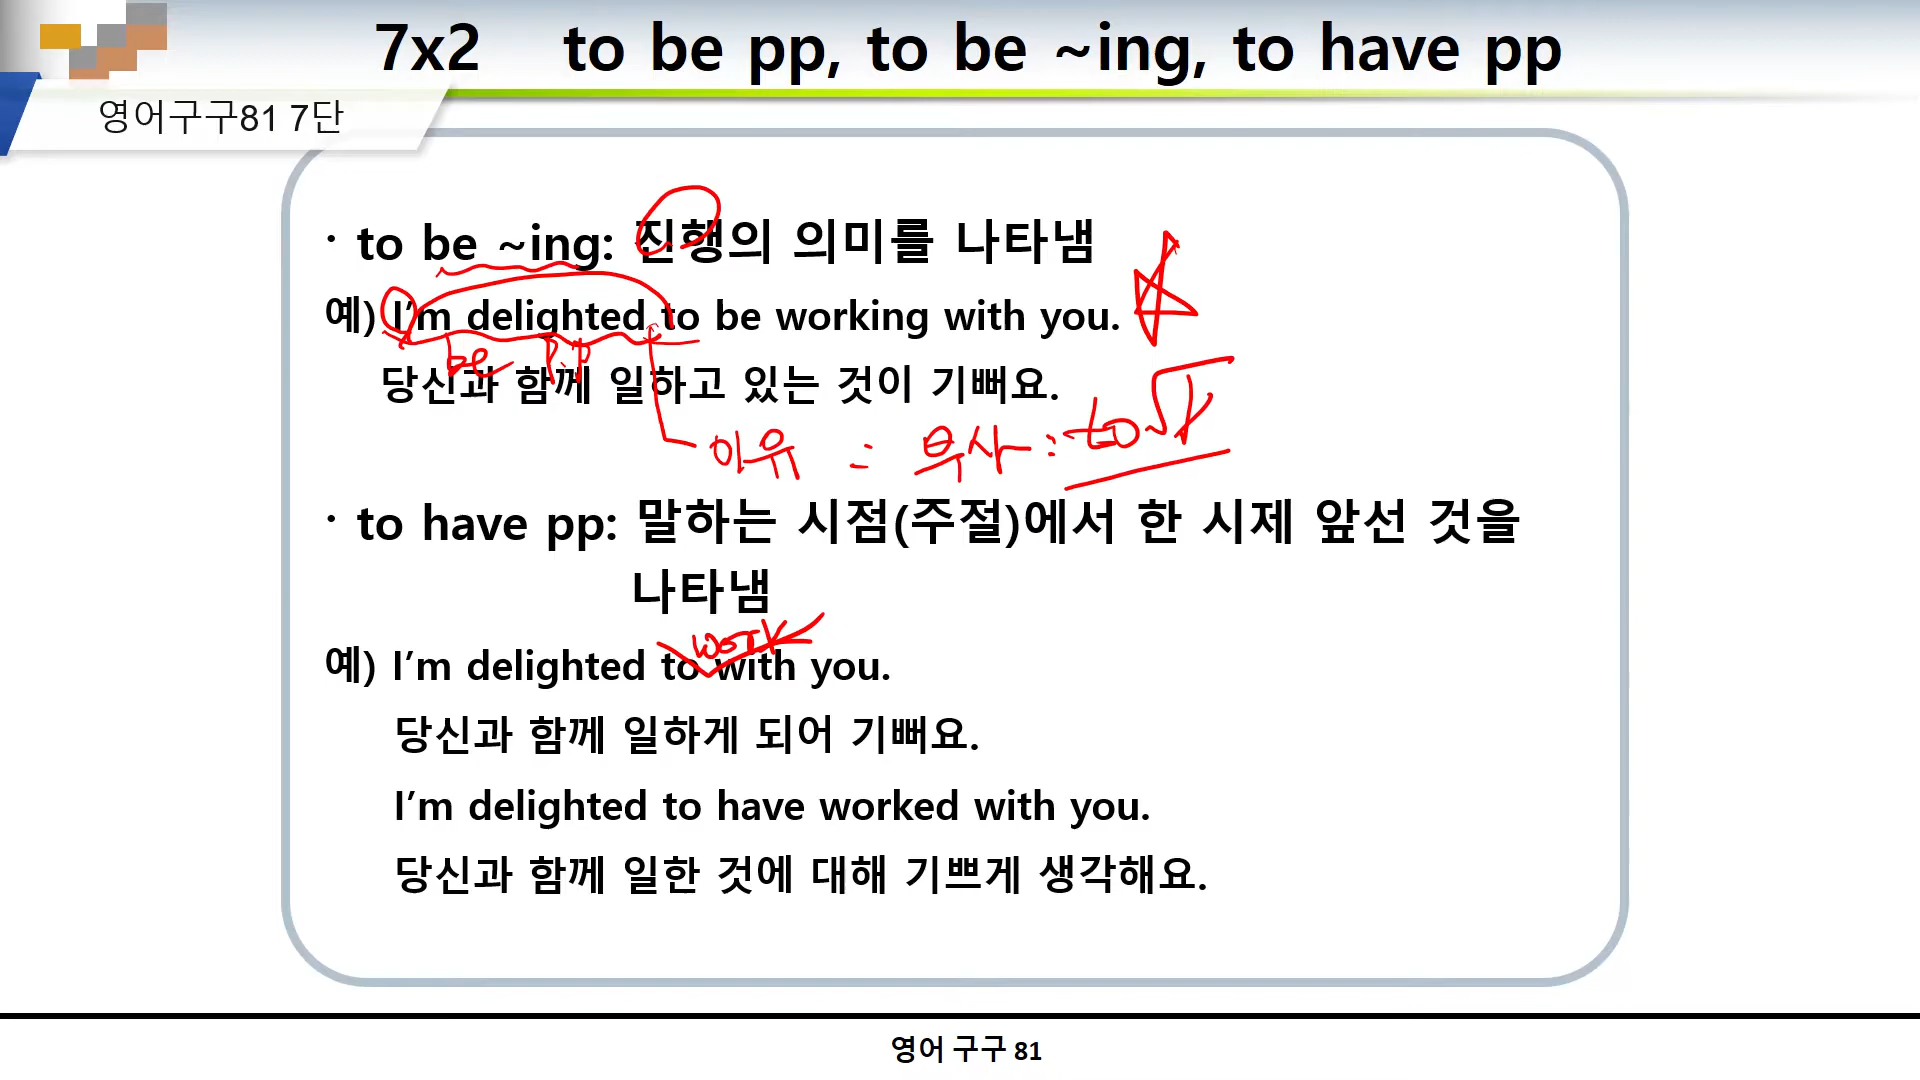 7x2 to be pp, to be ~ing, to have pp
영어구구81 7단
· to be ~ing: 진행의 의미를 나타냄
예) I’m delighted to be working with you.
be p.p
당신과 함께 일하고 있는 것이 기뻐요.
이유 = 부사 : to
· to have pp: 말하는 시점(주절)에서 한 시제 앞선 것을
나타냄
work
예) I’m delighted to with you.
당신과 함께 일하게 되어 기뻐요.
I’m delighted to have worked with you.
당신과 함께 일한 것에 대해 기쁘게 생각해요.
영어 구구 81